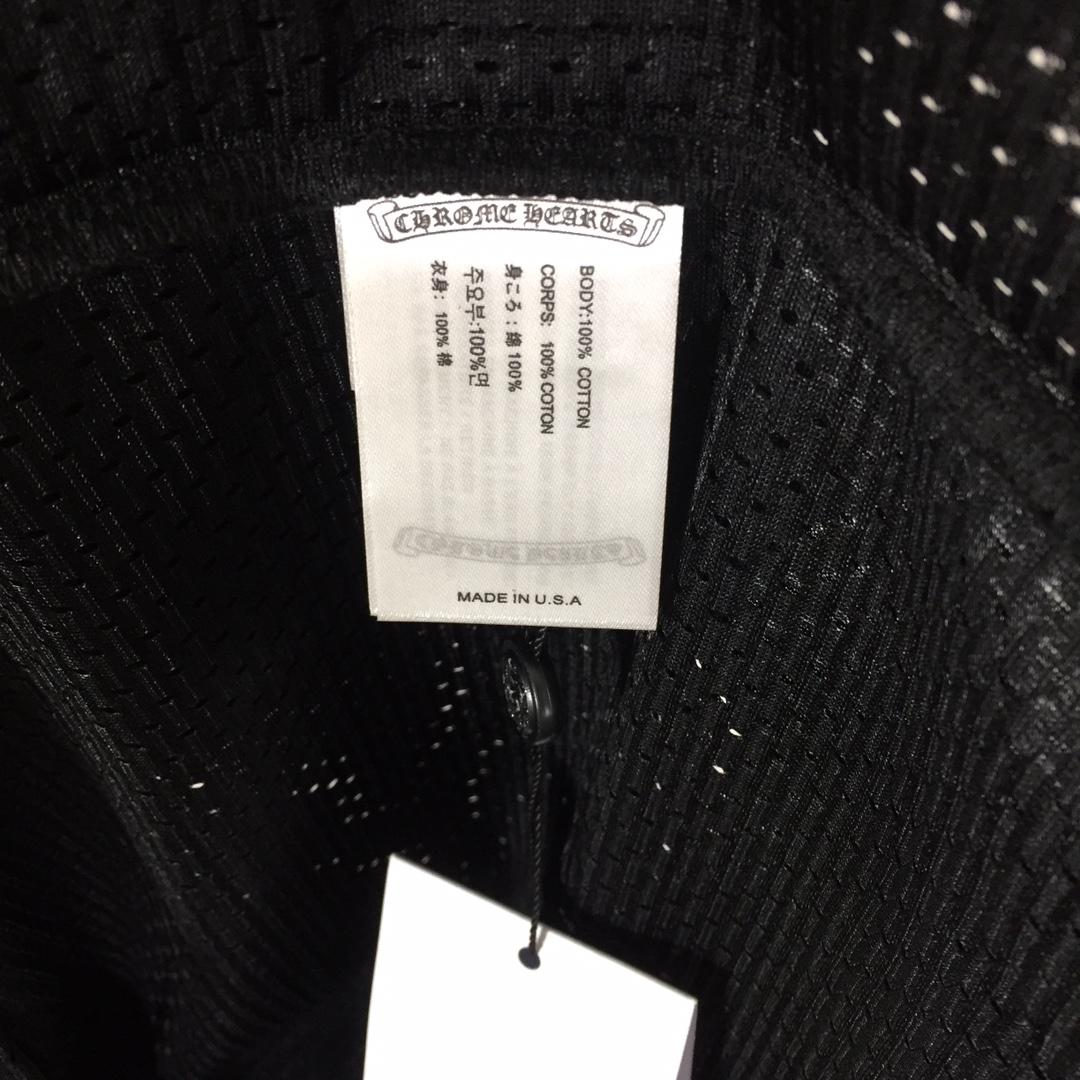 CHROME HEARTS
BODY:100% COTTON
CORPS: 100% COTON
身ころ : 綿 100%
주요부:100%면
衣身: 100% 棉
MADE IN U.S.A